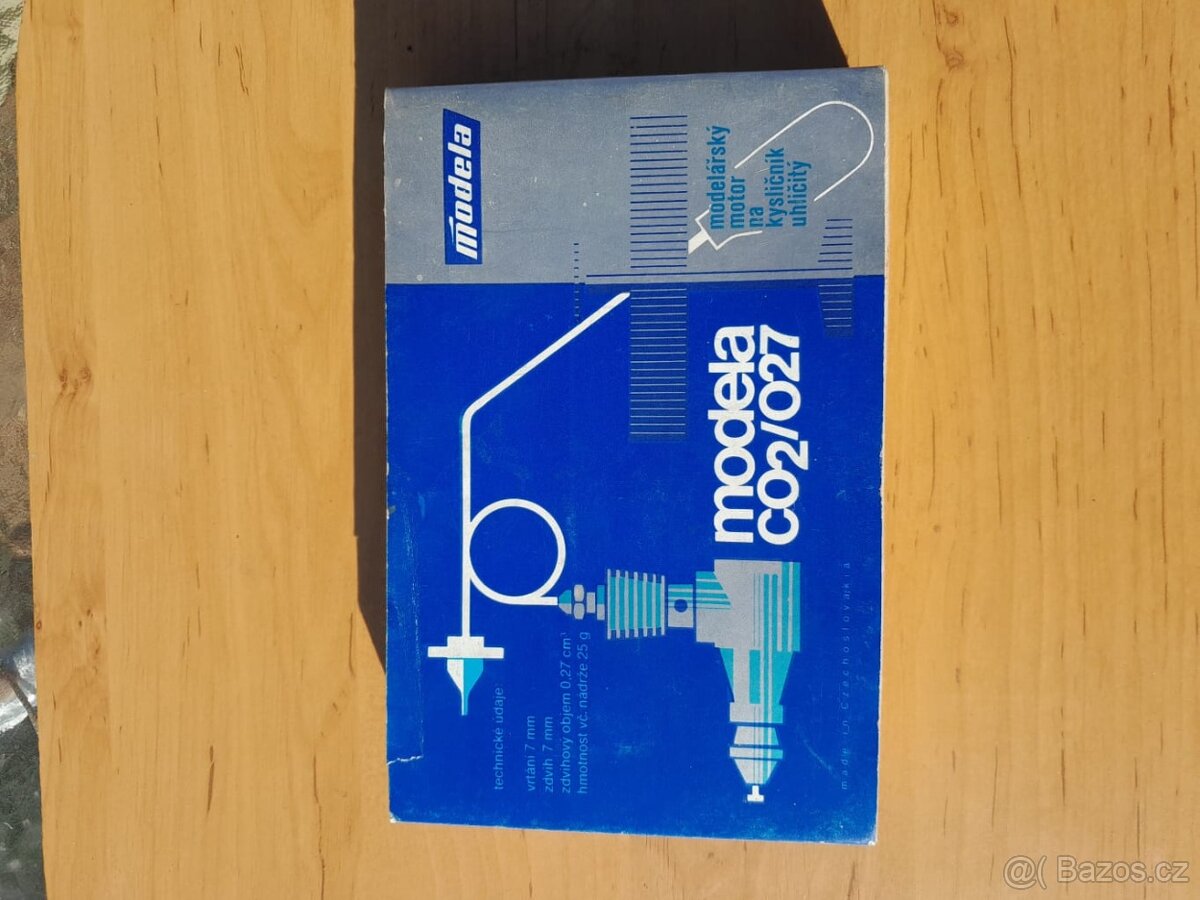 modela
modelářský
motor
na
kysličník
uhličitý
modela
CO2/027
technické údaje:
vrtání 7 mm
zdvih 7 mm
zdvihový objem 0,27 cm³
hmotnost vč. nádrže 25 g
made in Czechoslovakia
@( Bazos.cz